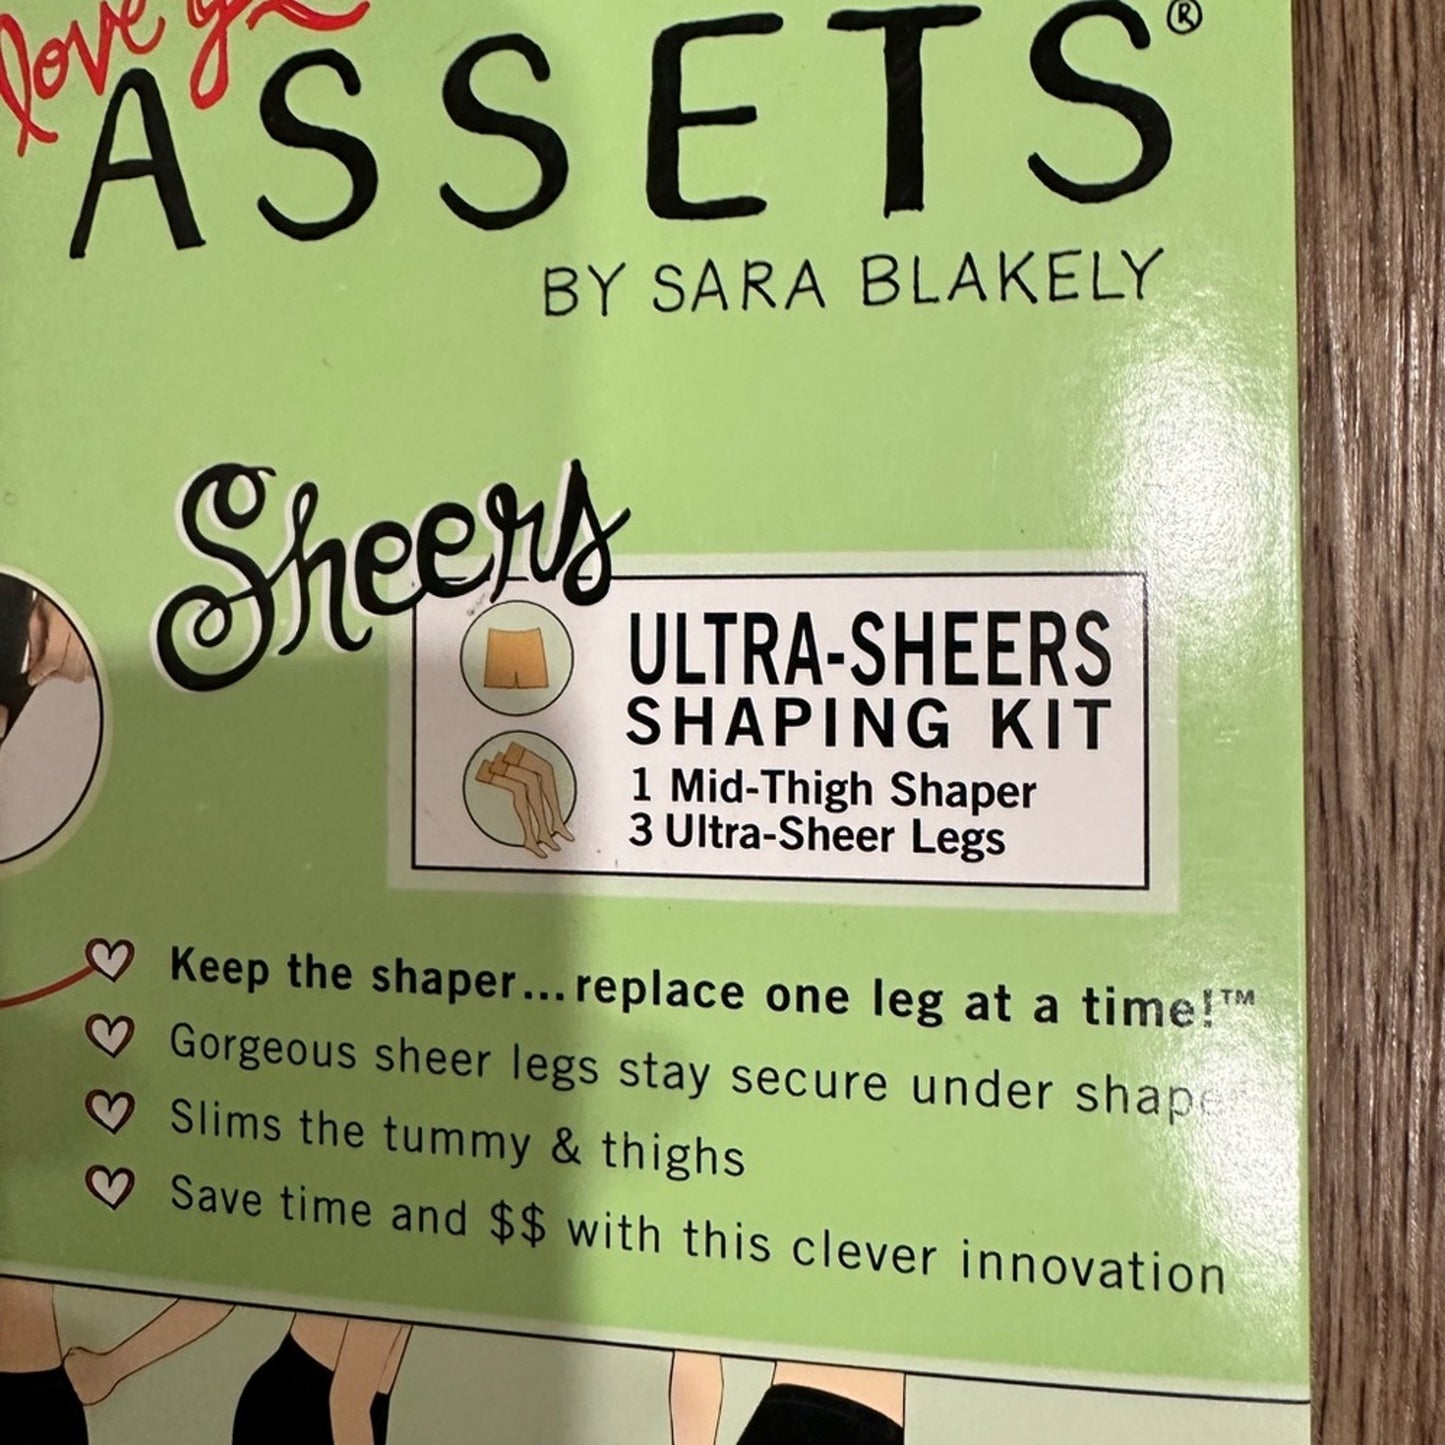 love
ASSETS®
BY SARA BLAKELY
Sheers
ULTRA-SHEERS
SHAPING KIT
1 Mid-Thigh Shaper
3 Ultra-Sheer Legs
Keep the shaper...replace one leg at a time!™
Gorgeous sheer legs stay secure under
Slims the tummy & thighs
Save time and $$ with this clever innovation